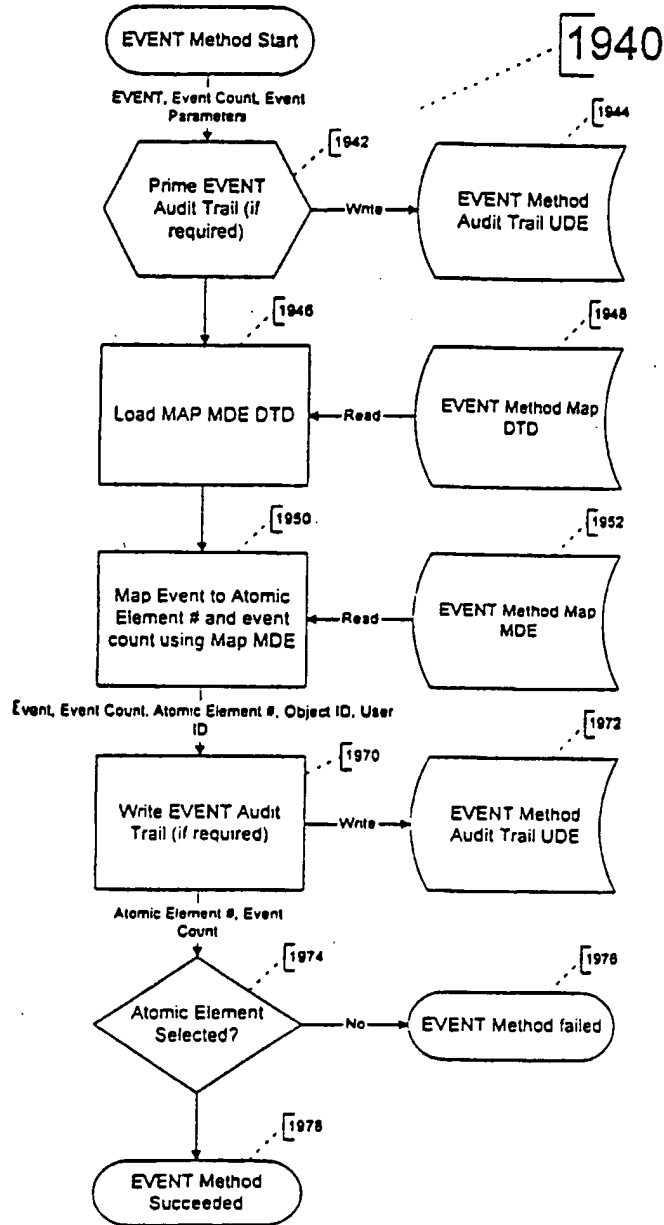 EVENT Method Start
1940
EVENT, Event Count, Event
Parameters
1942
1944
Prime EVENT
Audit Trail (if
required)
Write
EVENT Method
Audit Trail UDE
1946
1948
Load MAP MDE DTD
Read
EVENT Method Map
DTD
1950
1952
Map Event to Atomic
Element # and event
count using Map MDE
Read
EVENT Method Map
MDE
Event, Event Count, Atomic Element #, Object ID, User
ID
1970
1972
Write EVENT Audit
Trail (if required)
Write
EVENT Method
Audit Trail UDE
Atomic Element #, Event
Count
1974
1976
Atomic Element
Selected?
No
EVENT Method failed
1978
EVENT Method
Succeeded